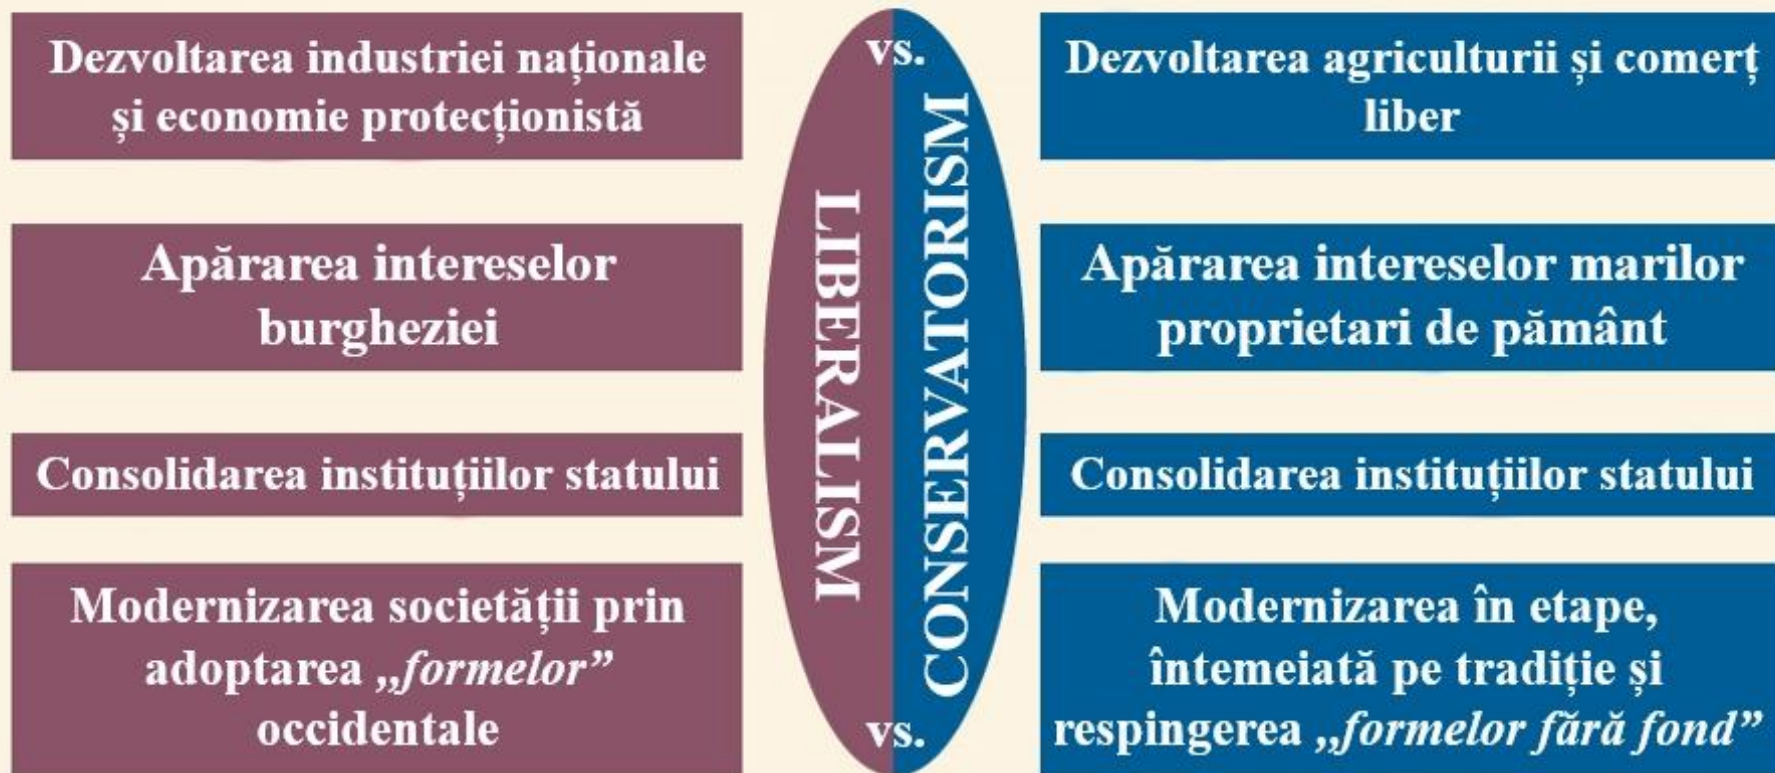 Dezvoltarea industriei naționale
și economie protecționistă
Apărarea intereselor
burgheziei
Consolidarea instituțiilor statului
Modernizarea societății prin
adoptarea „formelor”
occidentale
vs.
LIBERALISM
CONSERVATORISM
vs.
Dezvoltarea agriculturii și comerț
liber
Apărarea intereselor marilor
proprietari de pământ
Consolidarea instituțiilor statului
Modernizarea în etape,
întemeiată pe tradiție și
respingerea „formelor fără fond”